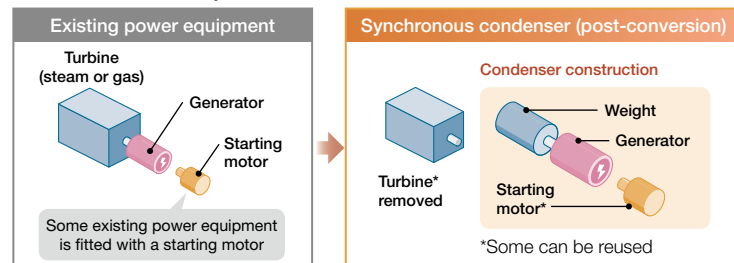 Existing power equipment
Turbine
(steam or gas)
Generator
Starting
motor
Some existing power equipment
is fitted with a starting motor
Synchronous condenser (post-conversion)
Condenser construction
Turbine*
removed
Weight
Generator
Starting
motor*
*Some can be reused